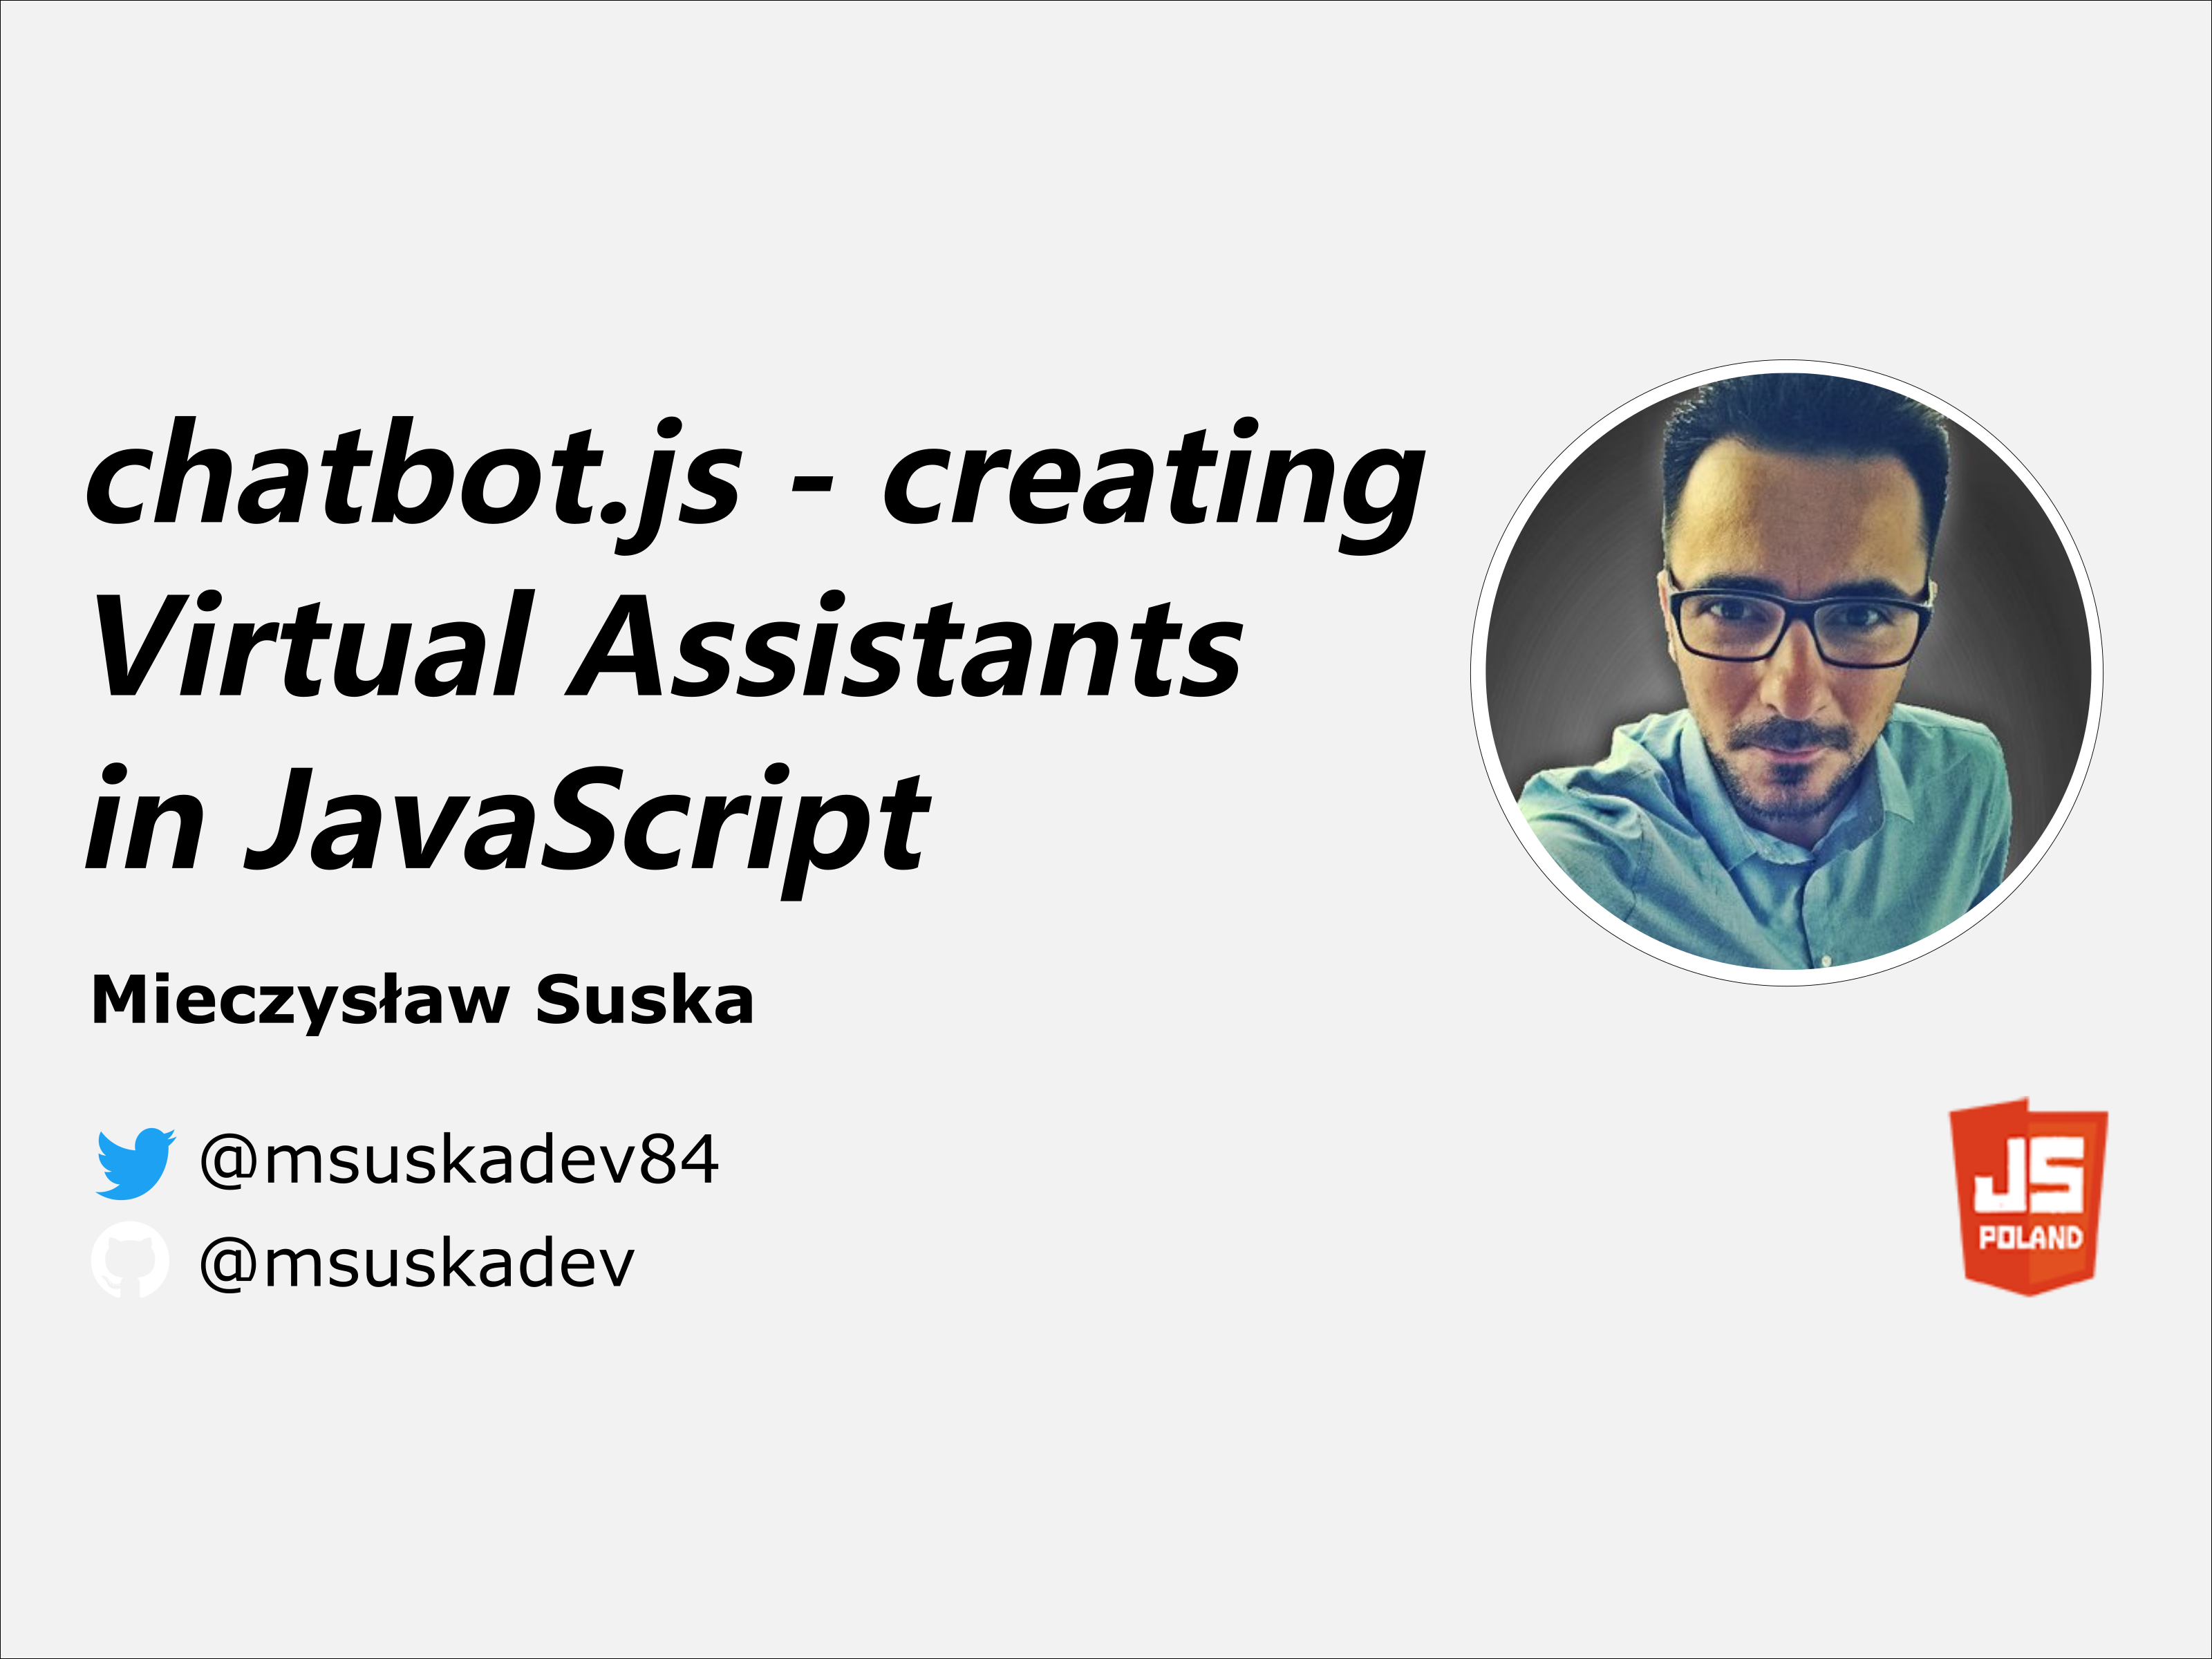 chatbot.js - creating
Virtual Assistants
in JavaScript
Mieczysław Suska
@msuskadev84
@msuskadev
JS
POLAND